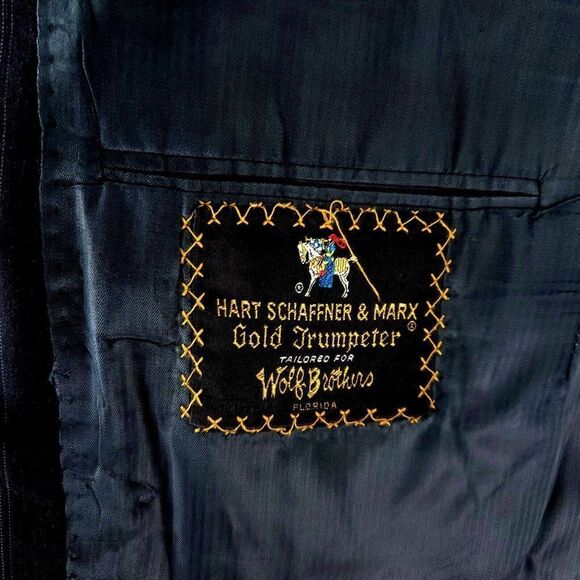 ®
HART SCHAFFNER & MARX
Gold Trumpeter ®
TAILORED FOR
Wolf Brothers
FLORIDA